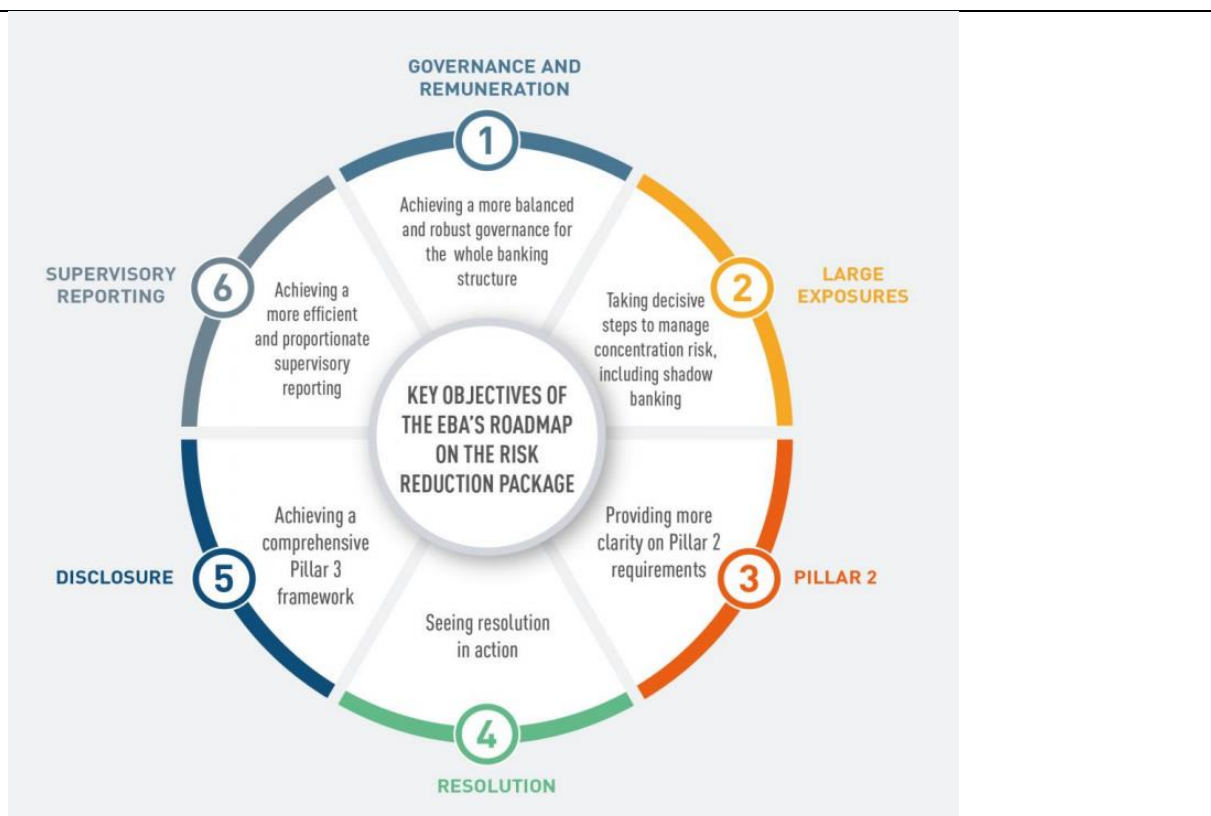 GOVERNANCE AND
REMUNERATION
1
Achieving a more balanced
and robust governance for
the whole banking
structure
LARGE
EXPOSURES
2
Taking decisive
steps to manage
concentration risk,
including shadow
banking
PILLAR 2
3
Providing more
clarity on Pillar 2
requirements
RESOLUTION
4
Seeing resolution
in action
DISCLOSURE
5
Achieving a
comprehensive
Pillar 3
framework
SUPERVISORY
REPORTING
6
Achieving a
more efficient
and proportionate
supervisory
reporting
KEY OBJECTIVES OF
THE EBA'S ROADMAP
ON THE RISK
REDUCTION PACKAGE